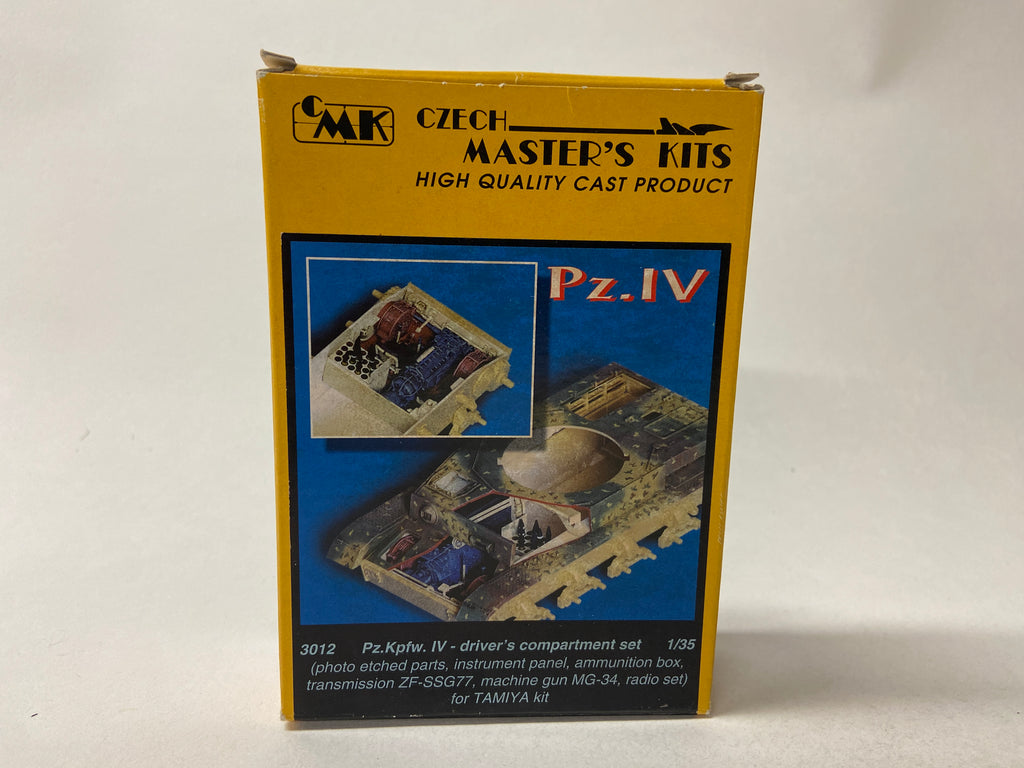 CMK
CZECH
MASTER'S KITS
HIGH QUALITY CAST PRODUCT
Pz.IV
3012 Pz.Kpfw. IV - driver's compartment set 1/35
(photo etched parts, instrument panel, ammunition box,
transmission ZF-SSG77, machine gun MG-34, radio set)
for TAMIYA kit